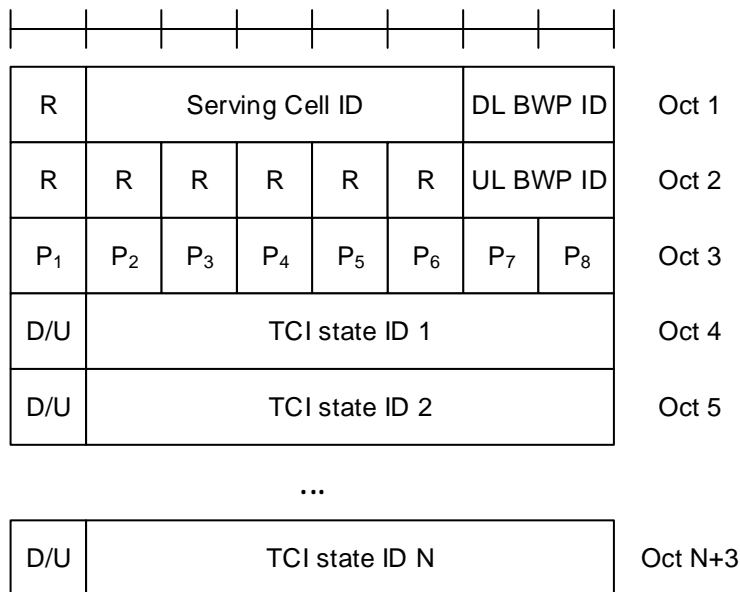 R Serving Cell ID DL BWP ID Oct 1
R R R R R R UL BWP ID Oct 2
P₁ P₂ P₃ P₄ P₅ P₆ P₇ P₈ Oct 3
D/U TCI state ID 1 Oct 4
D/U TCI state ID 2 Oct 5
...
D/U TCI state ID N Oct N+3